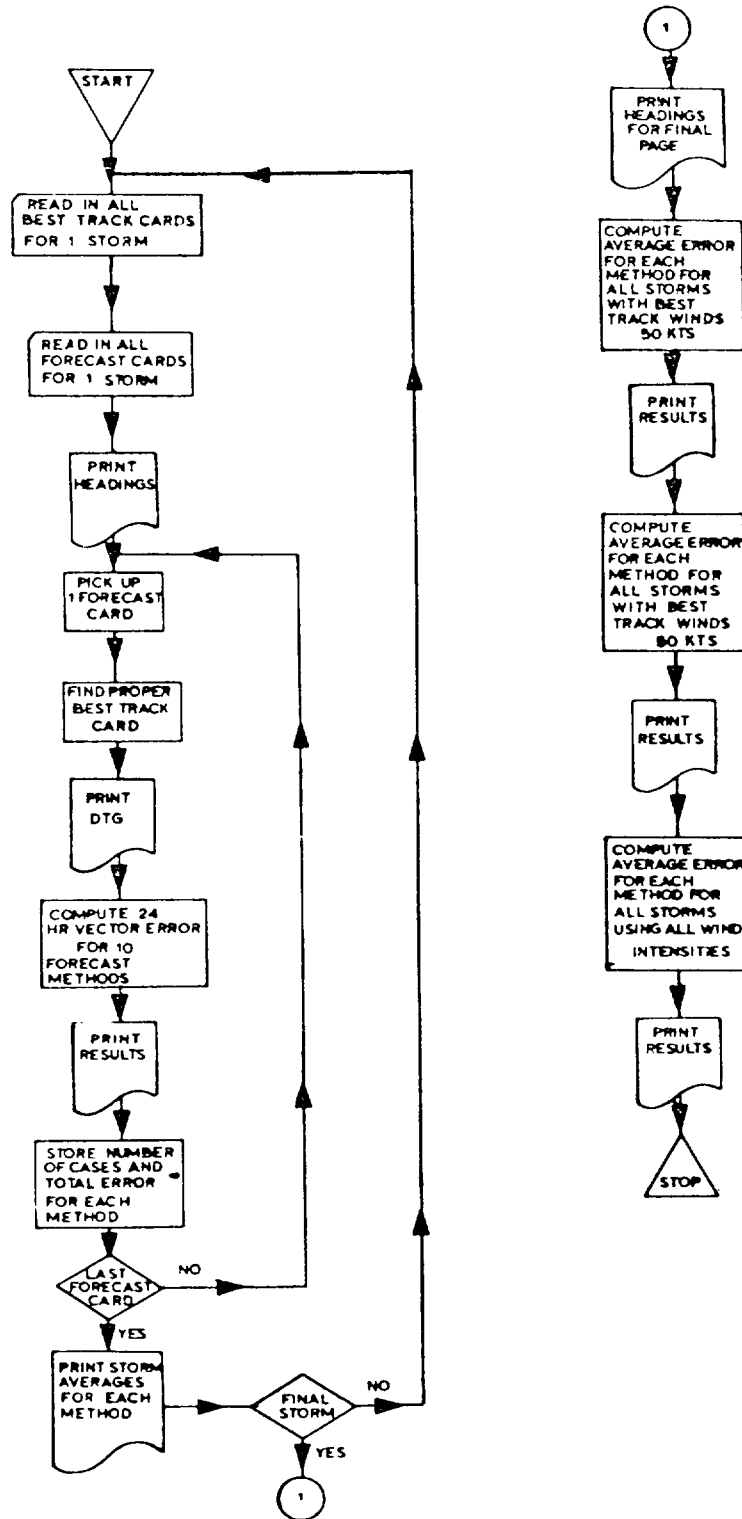 START
READ IN ALL
BEST TRACK CARDS
FOR 1 STORM
READ IN ALL
FORECAST CARDS
FOR 1 STORM
PRINT
HEADINGS
PICK UP
1 FORECAST
CARD
FIND PROPER
BEST TRACK
CARD
PRINT
DTG
COMPUTE 24
HR VECTOR ERROR
FOR 10
FORECAST
METHODS
PRINT
RESULTS
STORE NUMBER
OF CASES AND
TOTAL ERROR
FOR EACH
METHOD
LAST
FORECAST
CARD
NO
YES
PRINT STORM
AVERAGES
FOR EACH
METHOD
FINAL
STORM
NO
YES
1
1
PRINT
HEADINGS
FOR FINAL
PAGE
COMPUTE
AVERAGE ERROR
FOR EACH
METHOD FOR
ALL STORMS
WITH BEST
TRACK WINDS
50 KTS
PRINT
RESULTS
COMPUTE
AVERAGE ERROR
FOR EACH
METHOD FOR
ALL STORMS
WITH BEST
TRACK WINDS
KTS
PRINT
RESULTS
COMPUTE
AVERAGE ERROR
FOR EACH
METHOD FOR
ALL STORMS
USING ALL WIND
INTENSITIES
PRINT
RESULTS
STOP